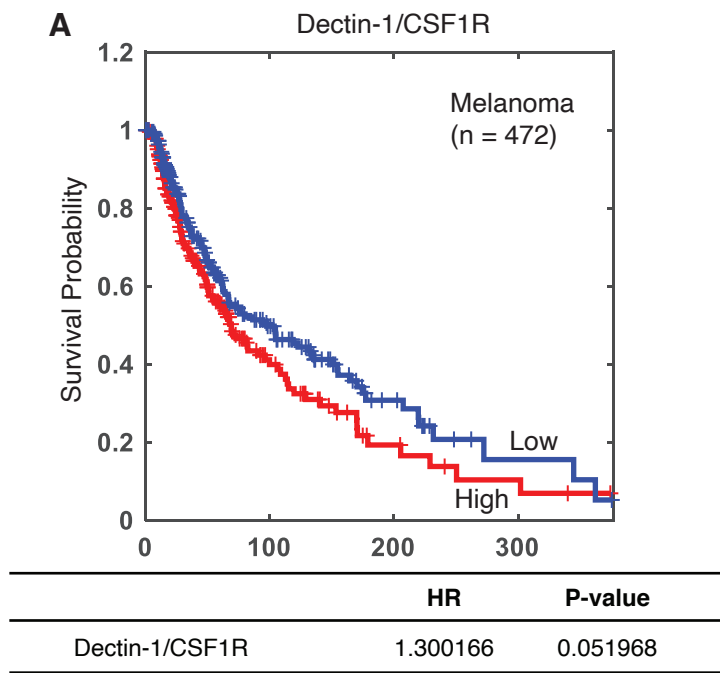 A
Dectin-1/CSF1R
1.2
1
0.8
0.6
0.4
0.2
0
Survival Probability
Melanoma
(n = 472)
Low
High
0 100 200 300
HR P-value
Dectin-1/CSF1R 1.300166 0.051968